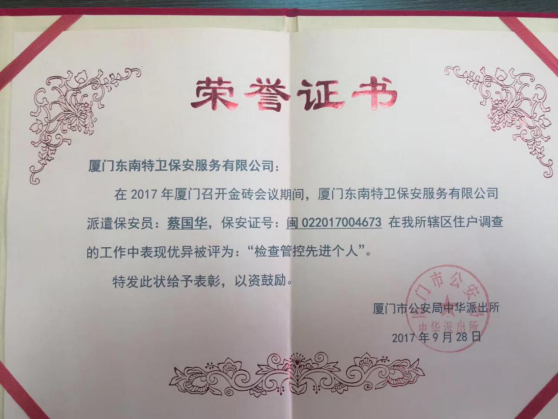 荣誉证书
厦门东南特卫保安服务有限公司：
在 2017 年厦门召开金砖会议期间，厦门东南特卫保安服务有限公司
派遣保安员：蔡国华，保安证号：闽 022017004673 在我所辖区住户调查
的工作中表现优异被评为：“检查管控先进个人”。
特发此状给予表彰，以资鼓励。
厦门市公安局中华派出所
2017 年 9 月 28 日
厦门市公安局
中华派出所